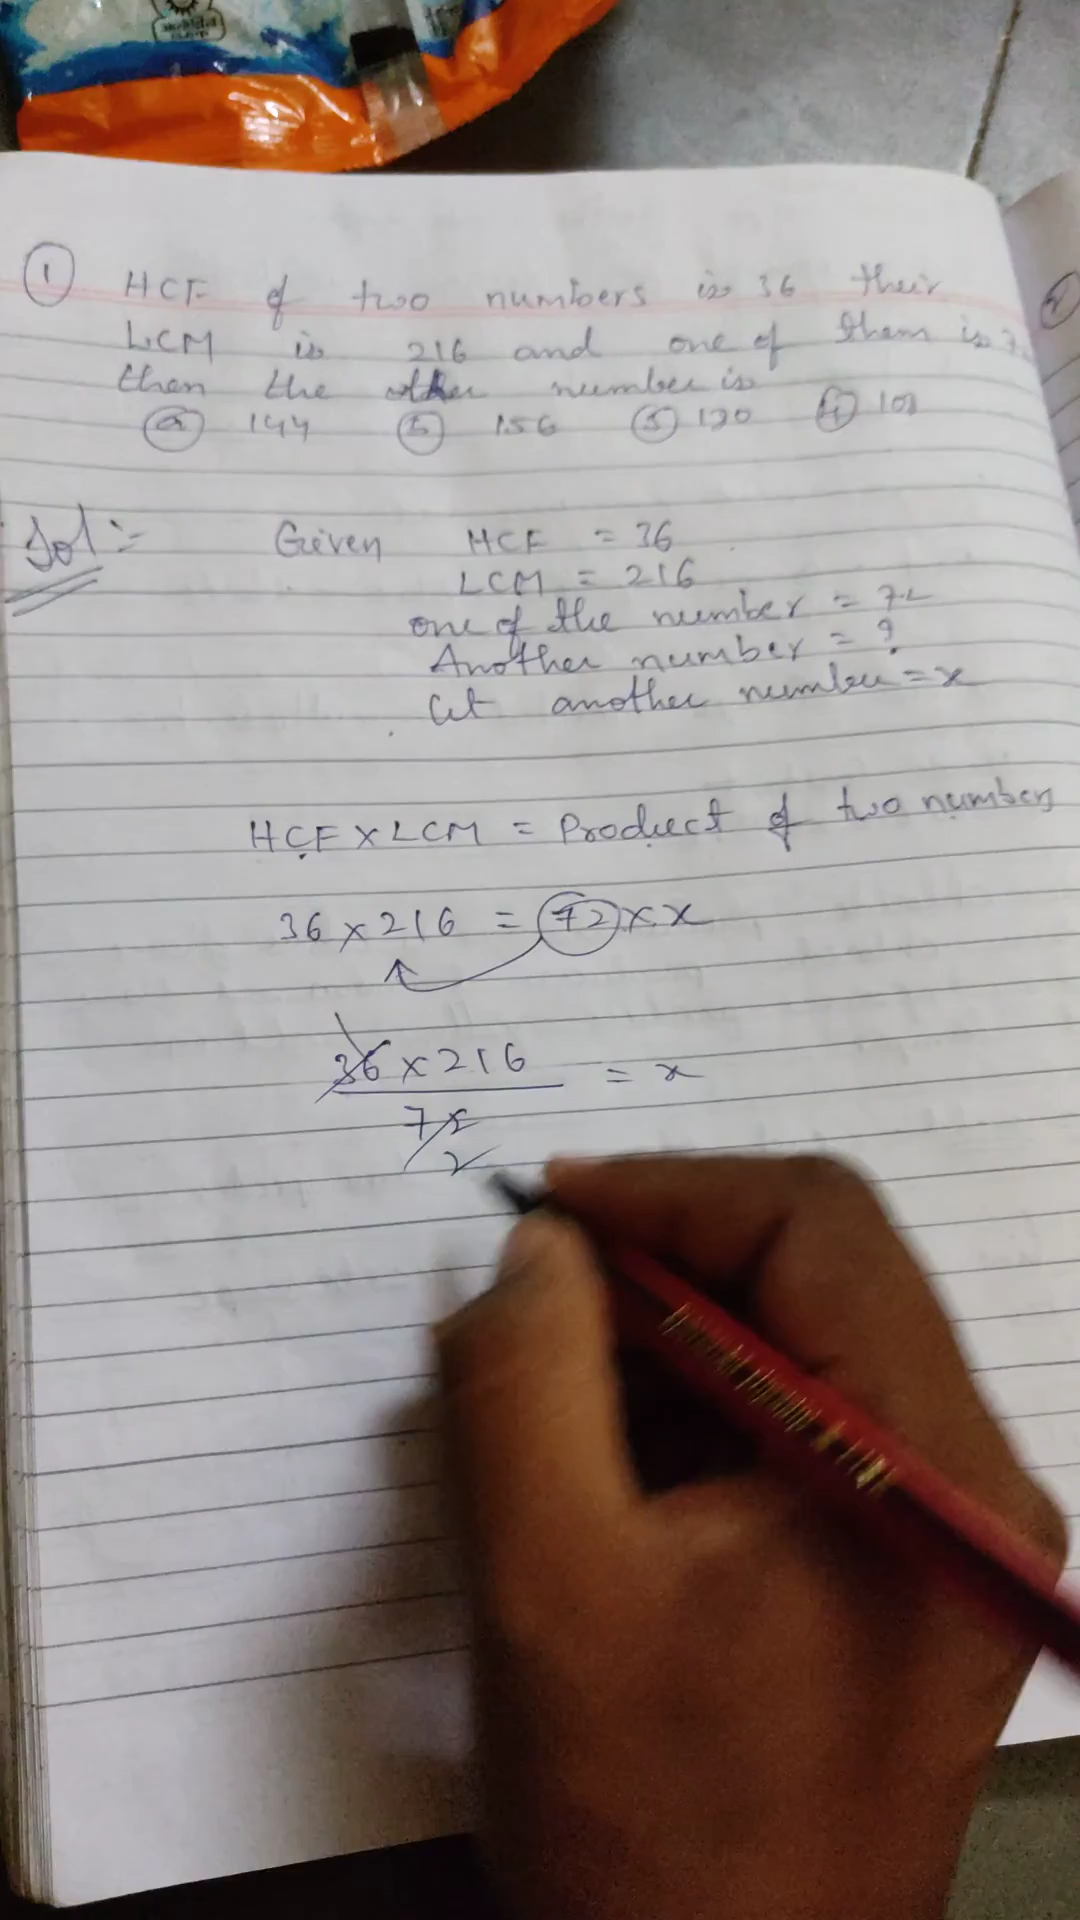 1 HCF of two numbers is 36 their
LCM is 216 and one of them is 7
then the other number is
a 144 b 156 5 120 4 108
Sol:-
Given HCF = 36
LCM = 216
one of the number = 72
Another number = ?
Let another number = x
HCF x LCM = Product of two numbers
36 x 216 = 72 x x
36 x 216 = x
72
2